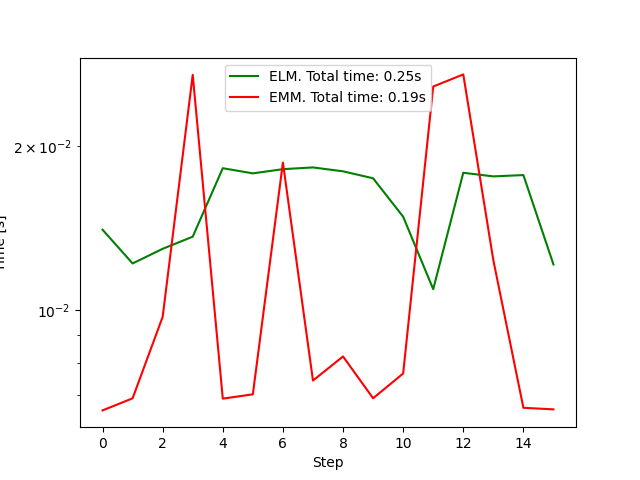 ELM. Total time: 0.25s
EMM. Total time: 0.19s
2 × 10⁻²
10⁻²
0 2 4 6 8 10 12 14
Step